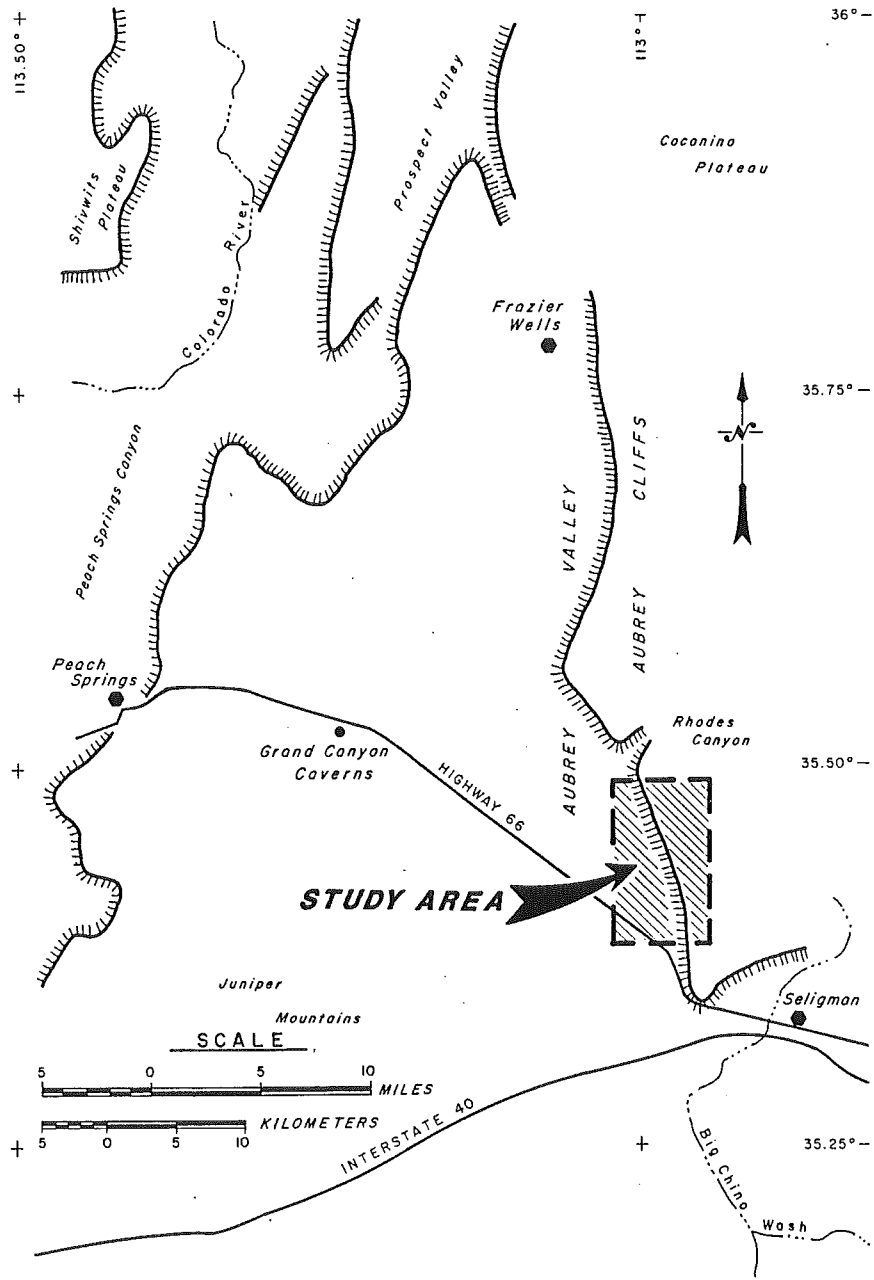 113.50° +
113° +
36° —
Coconino
Plateau
Prospect Valley
Shivwits
Plateau
Colorado River
Frazier
Wells
+
35.75° —
N
Peach Springs Canyon
AUBREY VALLEY
AUBREY CLIFFS
Peach
Springs
Rhodes
Canyon
Grand Canyon
Caverns
+
35.50° —
HIGHWAY 66
STUDY AREA
Juniper
Mountains
Seligman
SCALE
5 0 5 10
MILES
KILOMETERS
5 0 5 10
INTERSTATE 40
+
+
35.25° —
Big Chino
Wash